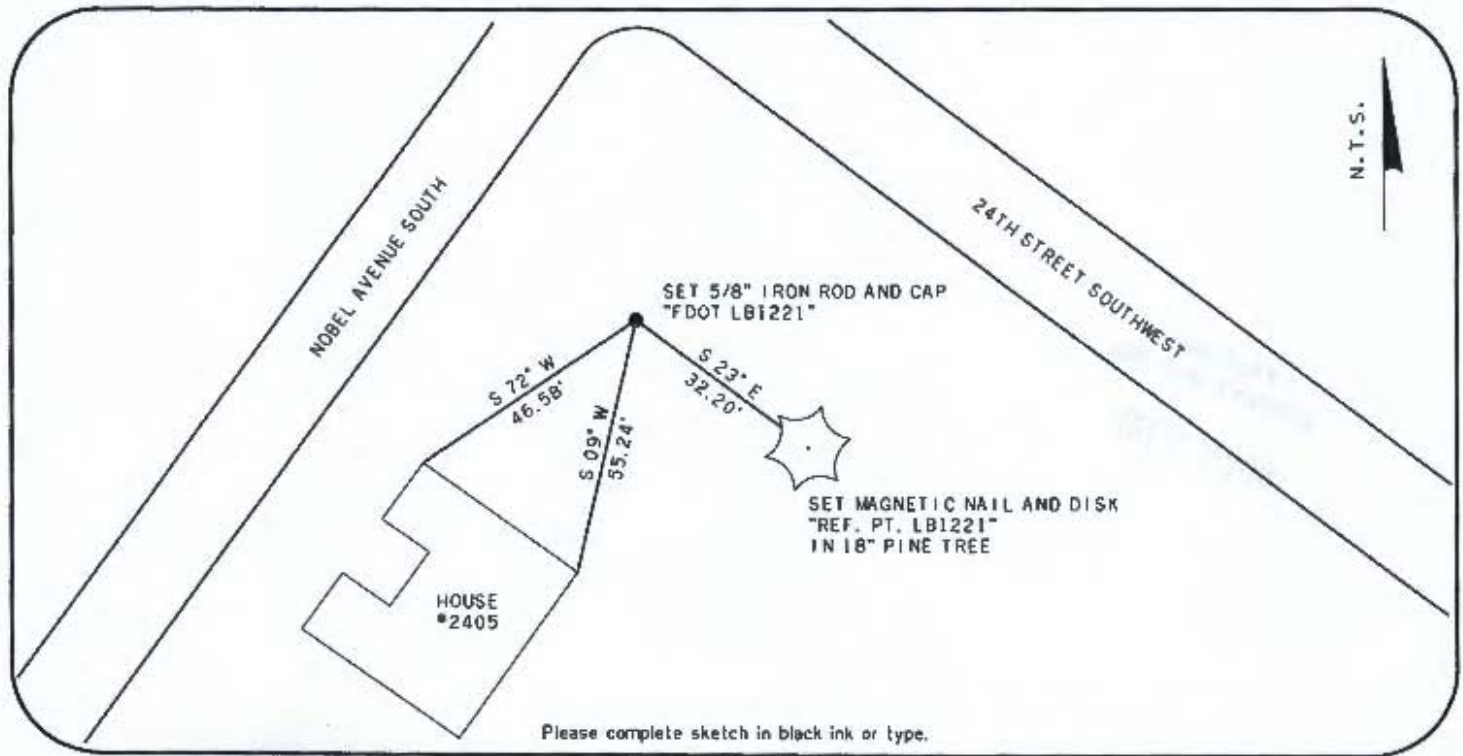 N.T.S.
NOBEL AVENUE SOUTH
24TH STREET SOUTHWEST
SET 5/8" IRON ROD AND CAP
"FDOT LB1221"
S 72° W
46.58'
S 09° W
55.24'
S 23° E
32.20'
SET MAGNETIC NAIL AND DISK
"REF. PT. LB1221"
IN 18" PINE TREE
HOUSE
#2405
Please complete sketch in black ink or type.